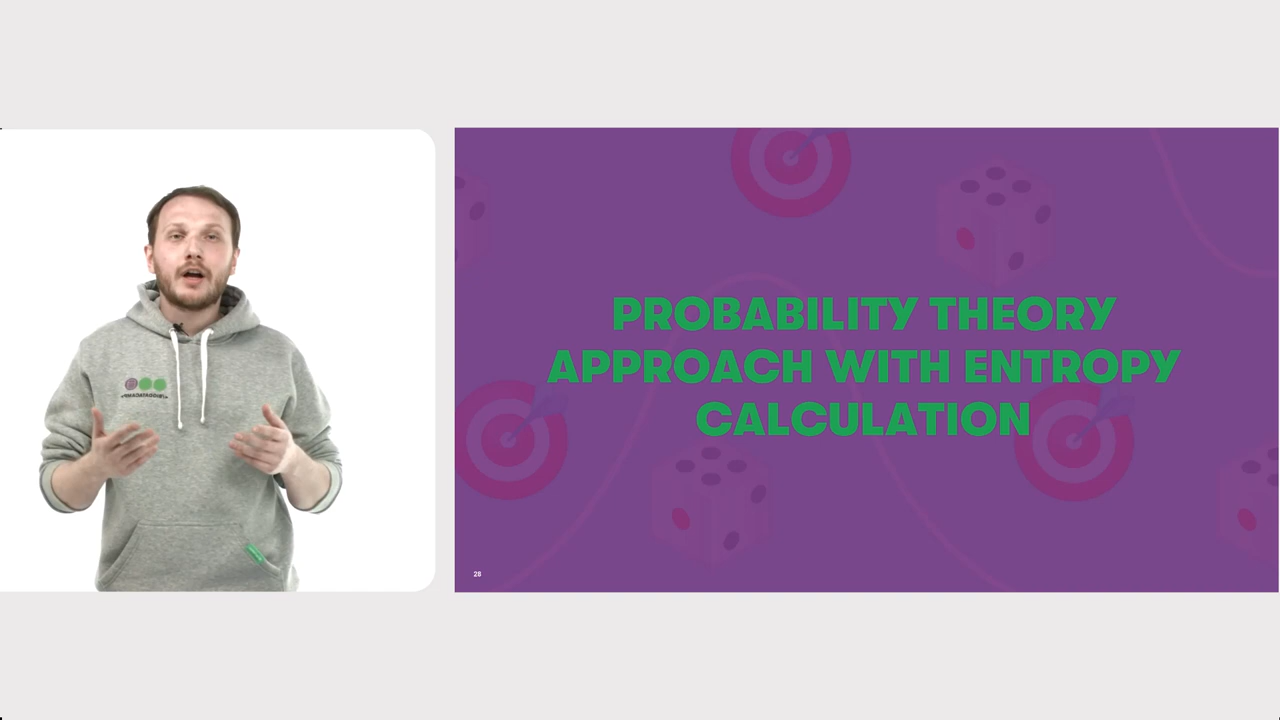 PROBABILITY THEORY
APPROACH WITH ENTROPY
CALCULATION
28